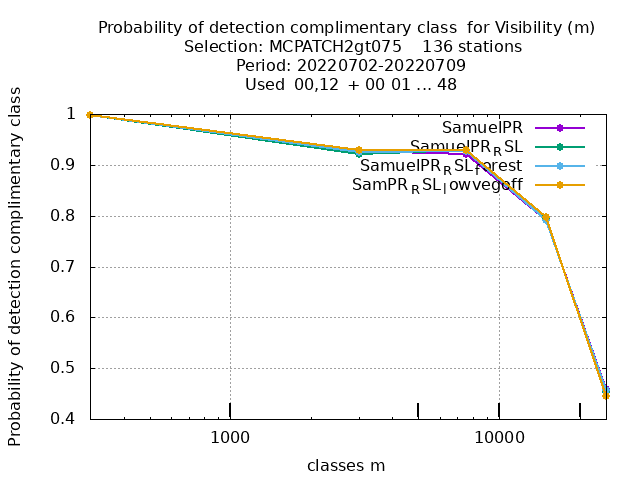 Probability of detection complimentary class  for Visibility (m)
Selection: MCPATCH2gt075    136 stations
Period: 20220702-20220709
Used  00,12  + 00 01 ... 48
Probability of detection complimentary class
1
0.9
0.8
0.7
0.6
0.5
0.4
SamuelPR
SamuelPR_RSL
SamuelPR_RSL_forest
SamPR_RSL_lowvegoff
1000
10000
classes m